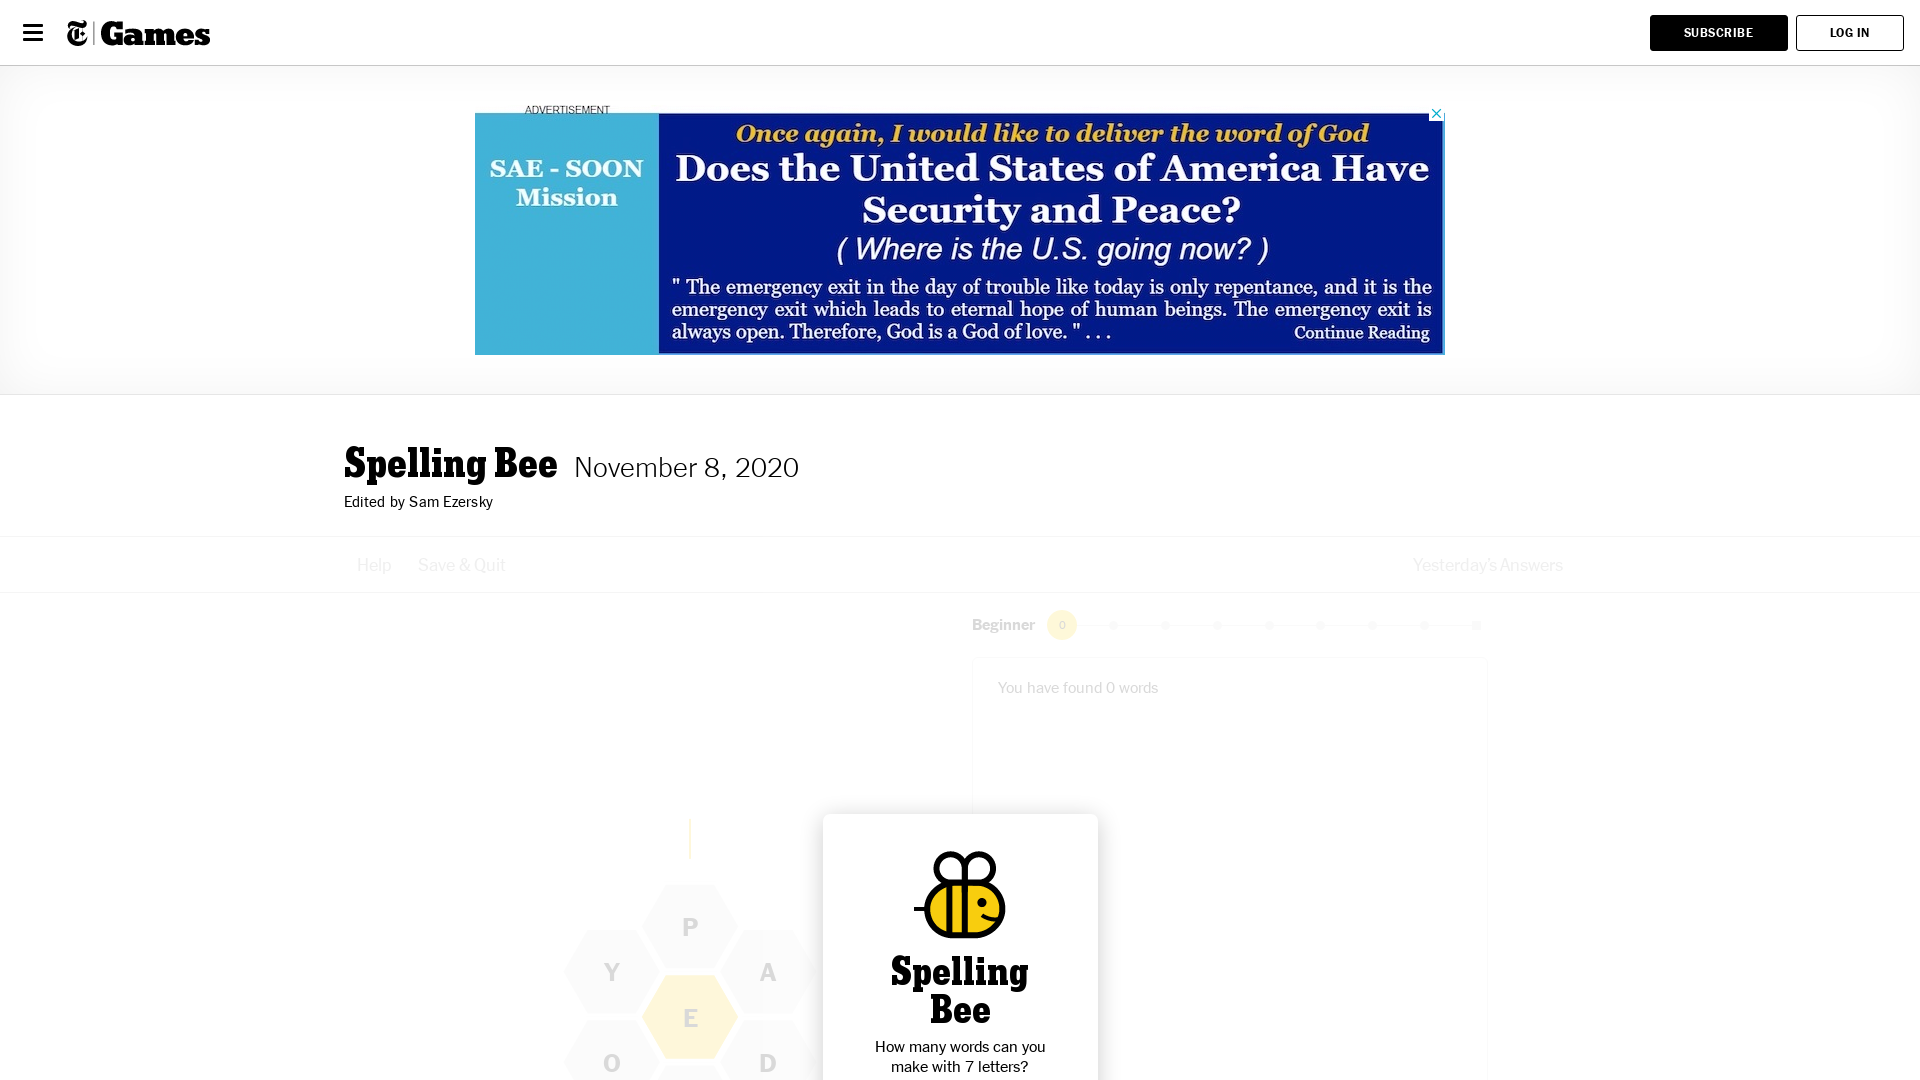 T Games
SUBSCRIBE
LOG IN
ADVERTISEMENT
SAE - SOON
Mission
Once again, I would like to deliver the word of God
Does the United States of America Have
Security and Peace?
( Where is the U.S. going now? )
" The emergency exit in the day of trouble like today is only repentance, and it is the
emergency exit which leads to eternal hope of human beings. The emergency exit is
always open. Therefore, God is a God of love. " . . .
Continue Reading
Spelling Bee November 8, 2020
Edited by Sam Ezersky
Help Save & Quit Yesterday's Answers
Beginner 0
You have found 0 words
P
Y A
E
O D
Spelling
Bee
How many words can you
make with 7 letters?